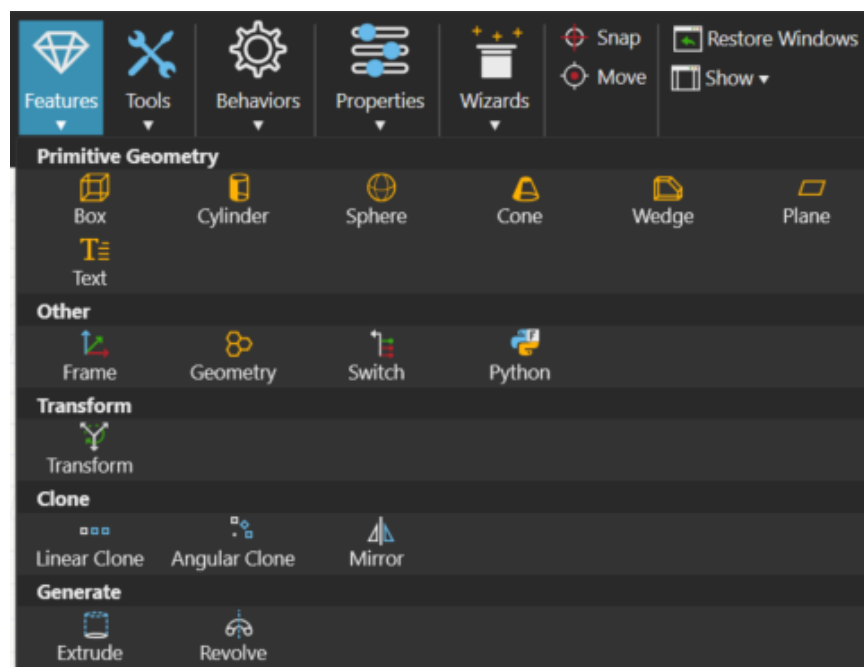 Features Tools Behaviors Properties Wizards
Snap Restore Windows
Move Show
Primitive Geometry
Box Cylinder Sphere Cone Wedge Plane
Text
Other
Frame Geometry Switch Python
Transform
Transform
Clone
Linear Clone Angular Clone Mirror
Generate
Extrude Revolve